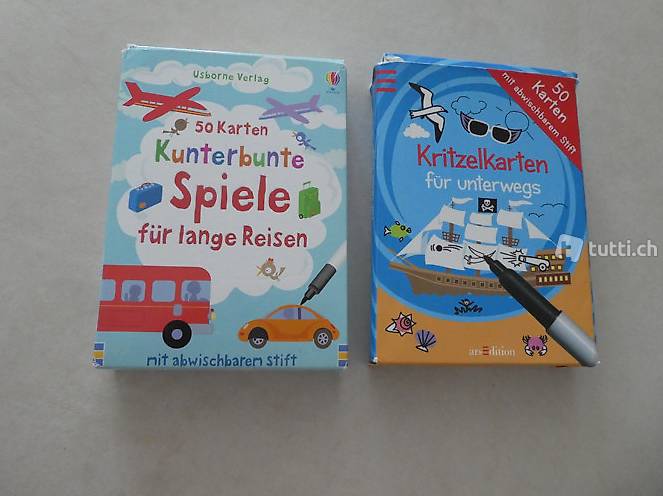 Usborne Verlag
50 Karten
Kunterbunte
Spiele
für lange Reisen
mit abwischbarem Stift
50
Karten
mit abwischbarem Stift
Kritzelkarten
für unterwegs
arsEdition
tutti.ch